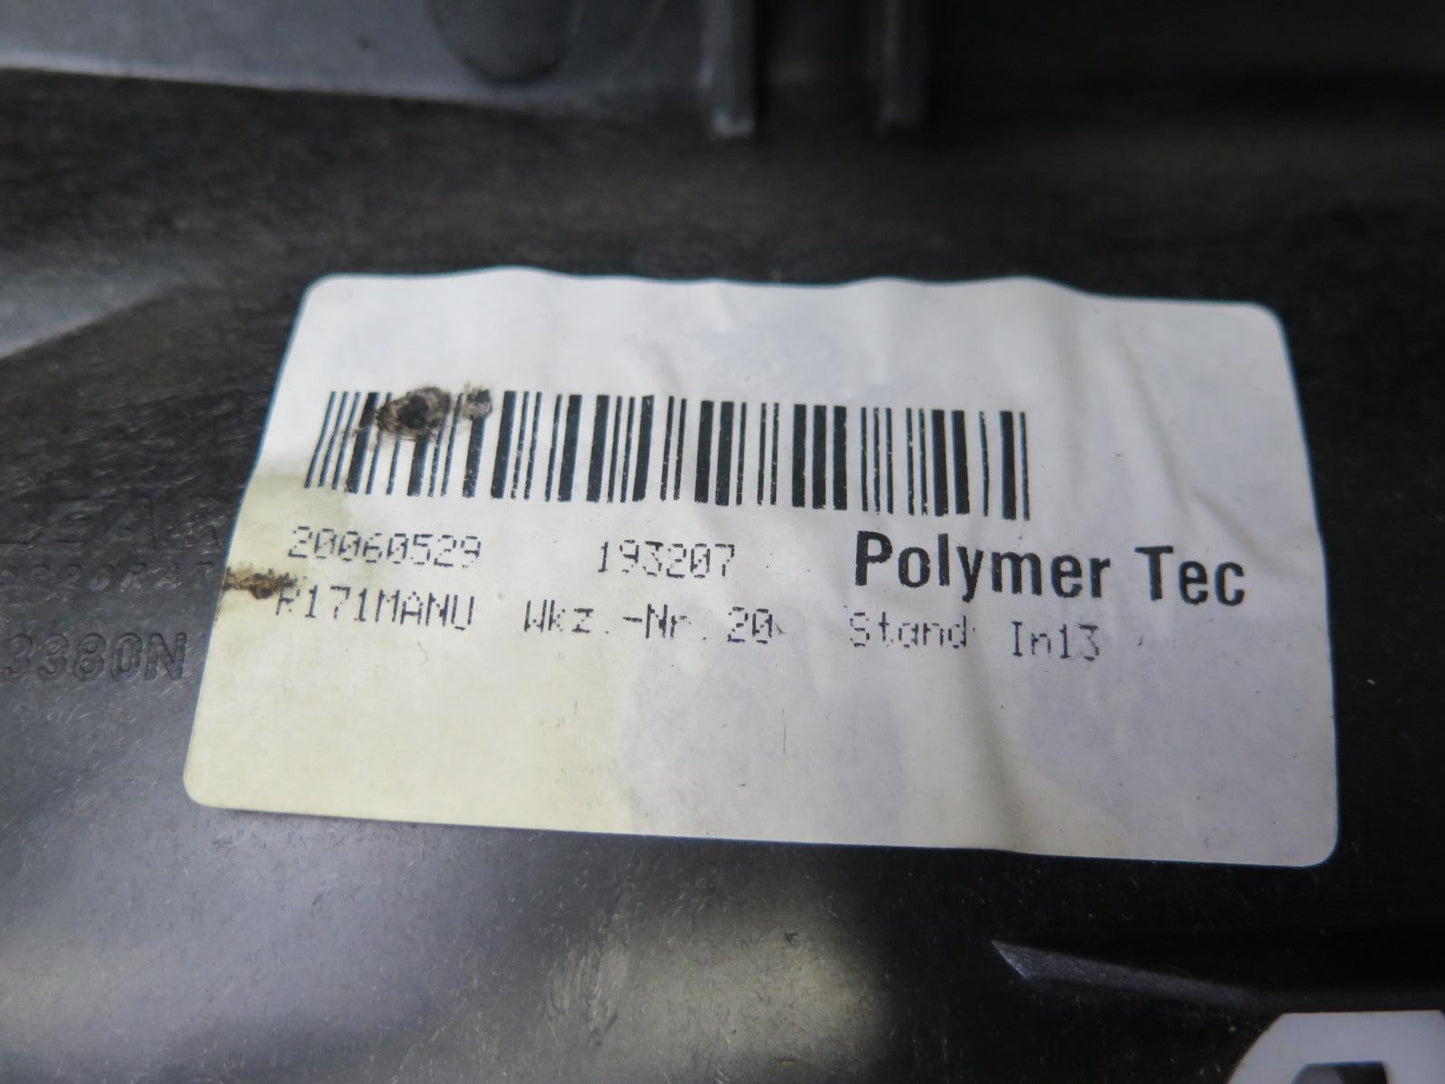 20060529 193207 Polymer Tec
R171MANU Wkz.-Nr. 20 Stand In13
3380N